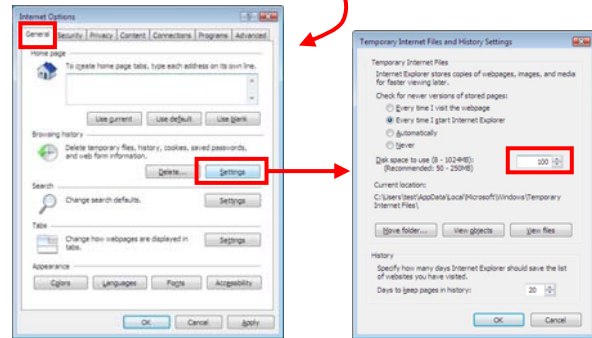 Internet Options
General Security Privacy Content Connections Programs Advanced
Home page
To create home page tabs, type each address on its own line.
Use current Use default Use blank
Browsing history
Delete temporary files, history, cookies, saved passwords,
and web form information.
Delete... Settings
Search
Change search defaults. Settings
Tabs
Change how webpages are displayed in
tabs. Settings
Appearance
Colors Languages Fonts Accessibility
OK Cancel Apply
Temporary Internet Files and History Settings
Temporary Internet Files
Internet Explorer stores copies of webpages, images, and media
for faster viewing later.
Check for newer versions of stored pages:
Every time I visit the webpage
Every time I start Internet Explorer
Automatically
Never
Disk space to use (8 - 1024MB): 100
(Recommended: 50 - 250MB)
Current location:
C:\Users\test\AppData\Local\Microsoft\Windows\Temporary
Internet Files\
Move folder... View objects View files
History
Specify how many days Internet Explorer should save the list
of websites you have visited.
Days to keep pages in history: 20
OK Cancel